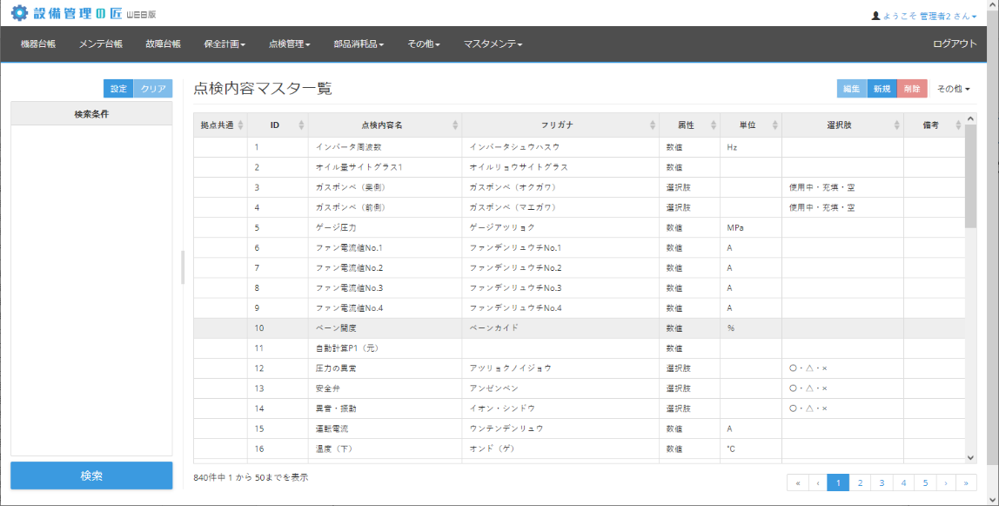 設備管理の匠 WEB版
ようこそ 管理者2 さん
機器台帳 メンテ台帳 故障台帳 保全計画 点検管理 部品消耗品 その他 マスタメンテ ログアウト
設定 クリア
検索条件
検索
点検内容マスタ一覧
編集 新規 削除 その他
拠点共通 ID 点検内容名 フリガナ 属性 単位 選択肢 備考
1 インバータ周波数 インバータシュウハスウ 数値 Hz
2 オイル量サイトグラス1 オイルリョウサイトグラス 数値
3 ガスボンベ（奥側） ガスボンベ（オクガワ） 選択肢 使用中・充填・空
4 ガスボンベ（前側） ガスボンベ（マエガワ） 選択肢 使用中・充填・空
5 ゲージ圧力 ゲージアツリョク 数値 MPa
6 ファン電流値No.1 ファンデンリュウチNo.1 数値 A
7 ファン電流値No.2 ファンデンリュウチNo.2 数値 A
8 ファン電流値No.3 ファンデンリュウチNo.3 数値 A
9 ファン電流値No.4 ファンデンリュウチNo.4 数値 A
10 ベーン開度 ベーンカイド 数値 %
11 自動計算P1（元） 数値
12 圧力の異常 アツリョクノイジョウ 選択肢 〇・△・×
13 安全弁 アンゼンベン 選択肢 〇・△・×
14 異音・振動 イオン・シンドウ 選択肢 〇・△・×
15 運転電流 ウンテンデンリュウ 数値 A
16 温度（下） オンド（ゲ） 数値 ℃
840件中 1 から 50までを表示
« ‹ 1 2 3 4 5 › »